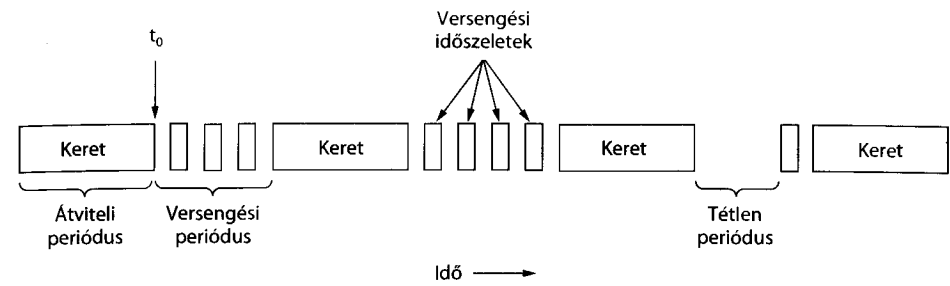 Versengési
időszeletek
t₀
Keret
Keret
Keret
Keret
Átviteli
periódus
Versengési
periódus
Tétlen
periódus
Idő